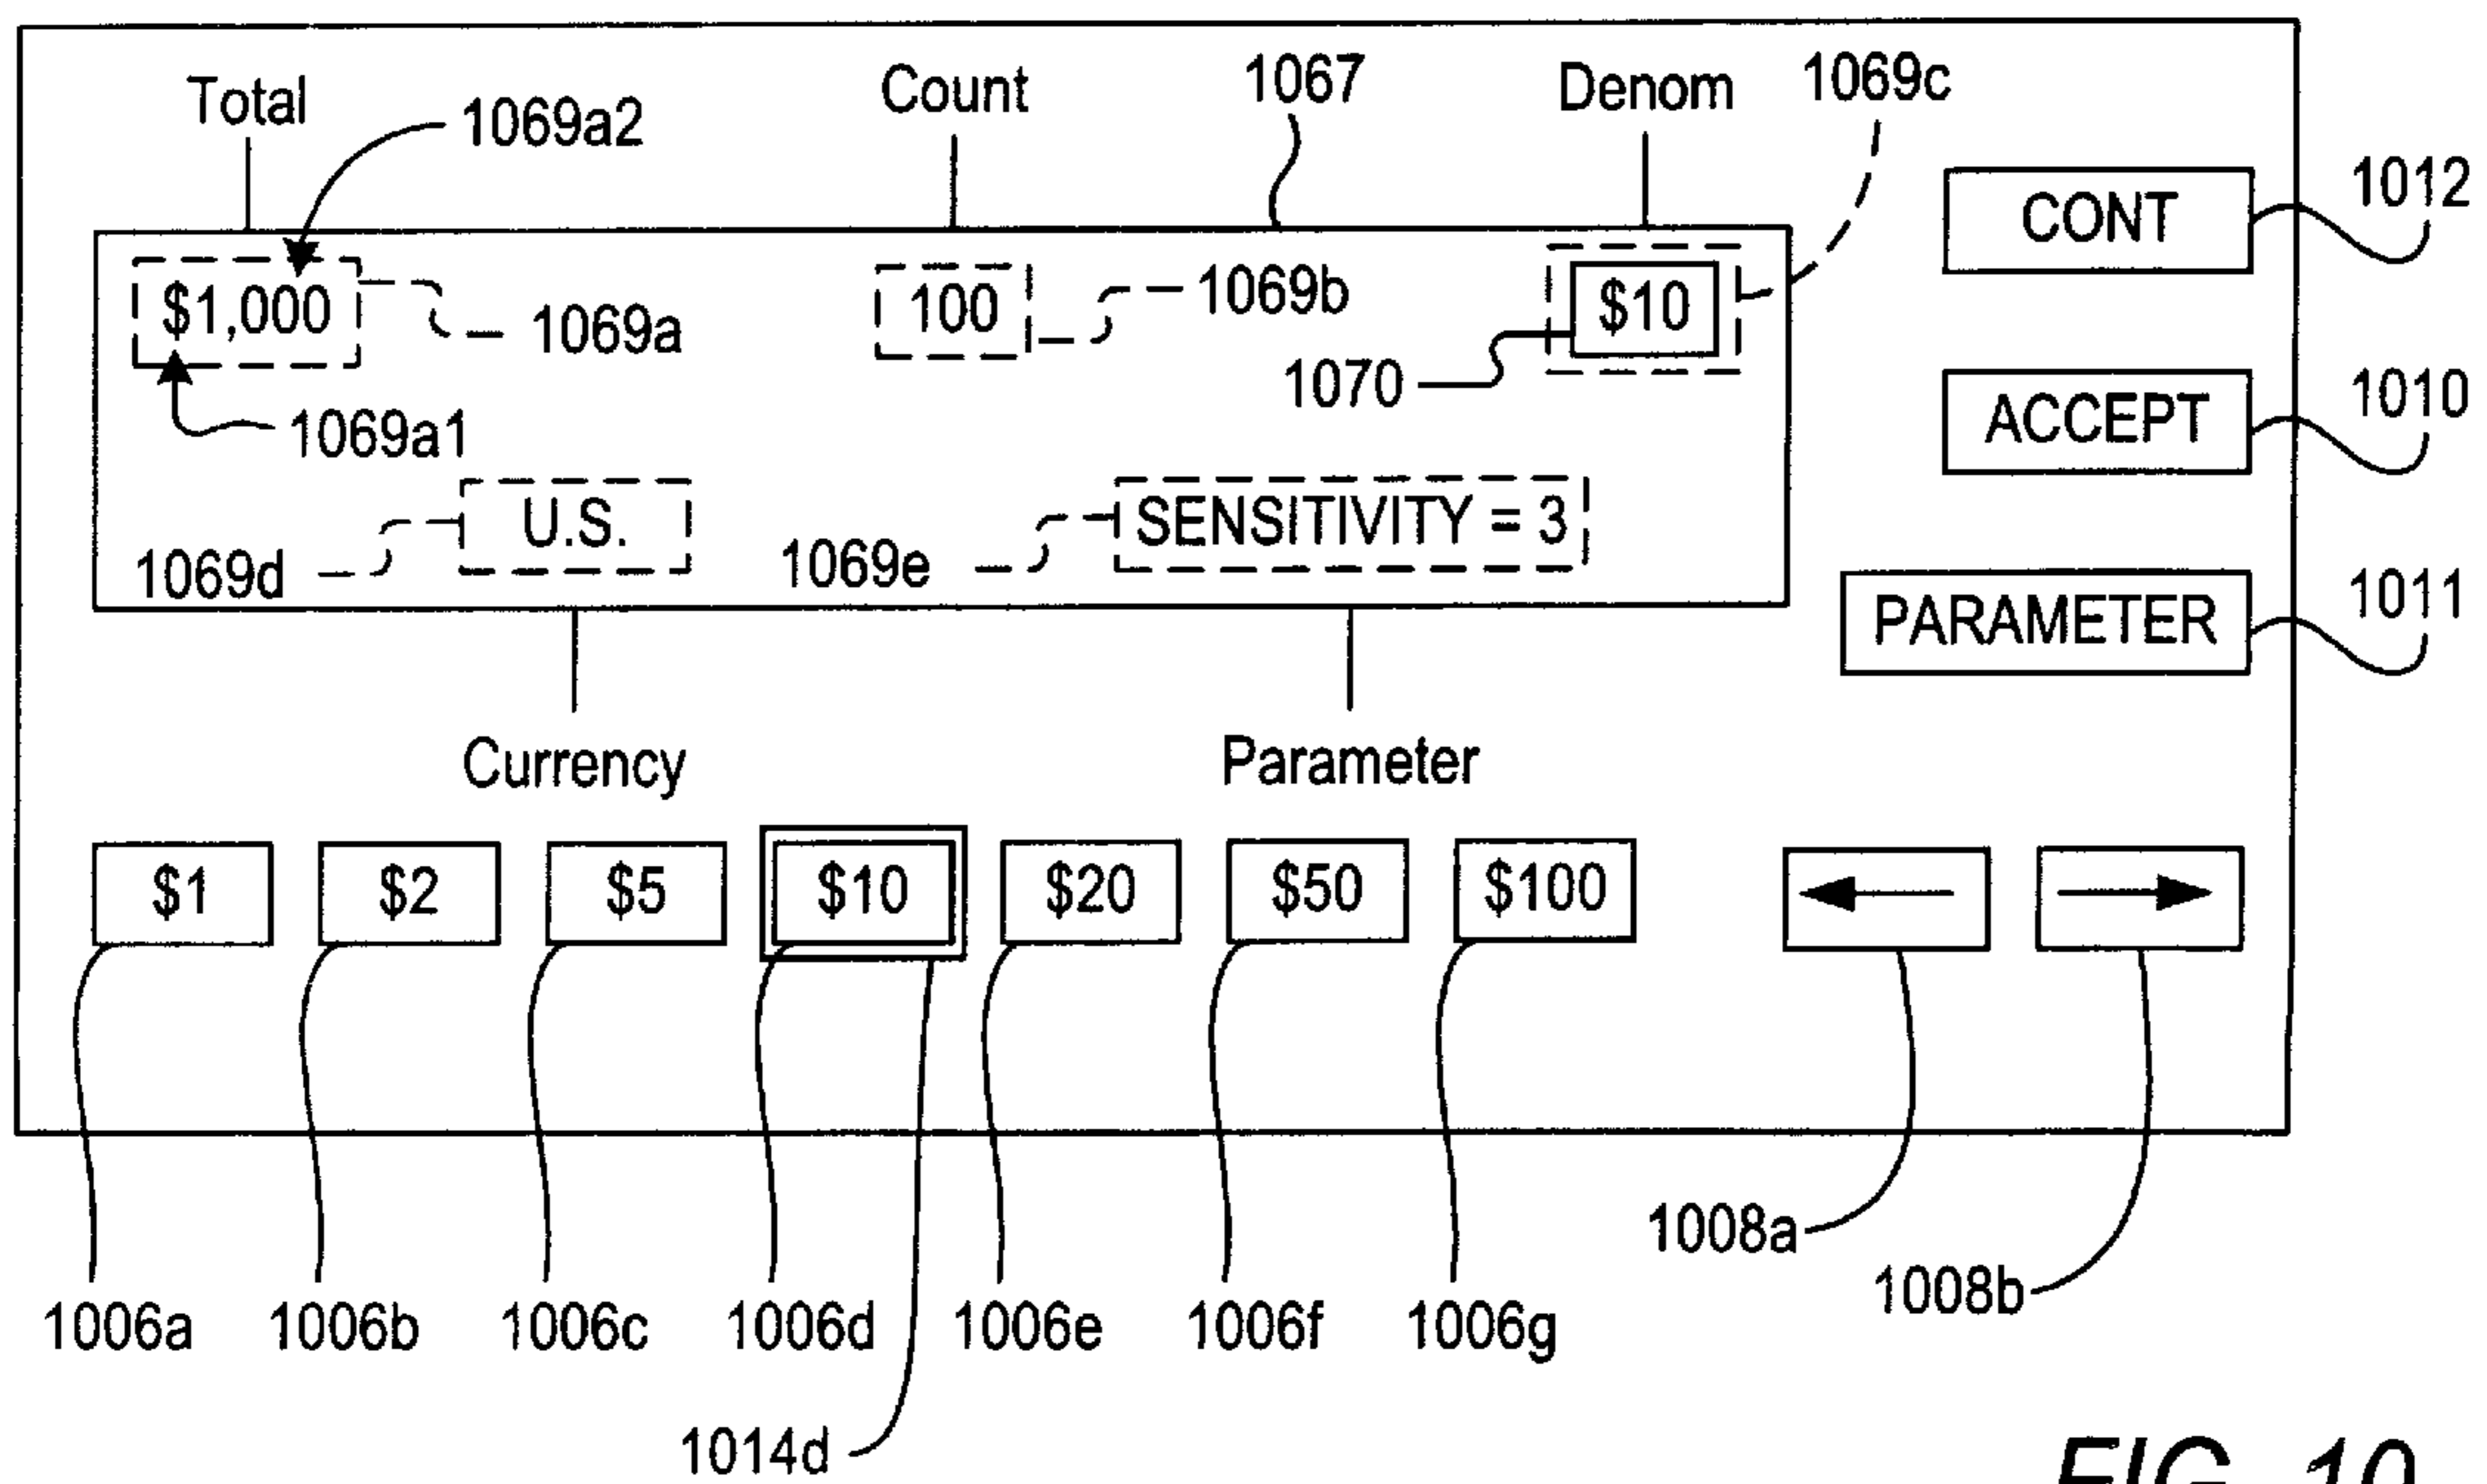 Total
1069a2
Count
1067
Denom
1069c
CONT
1012
$1,000
1069a
100
1069b
$10
1070
1069a1
ACCEPT
1010
U.S.
1069d
SENSITIVITY = 3
1069e
PARAMETER
1011
Currency
Parameter
$1 $2 $5 $10 $20 $50 $100
1008a
1008b
1006a 1006b 1006c 1006d 1006e 1006f 1006g
1014d
FIG. 10